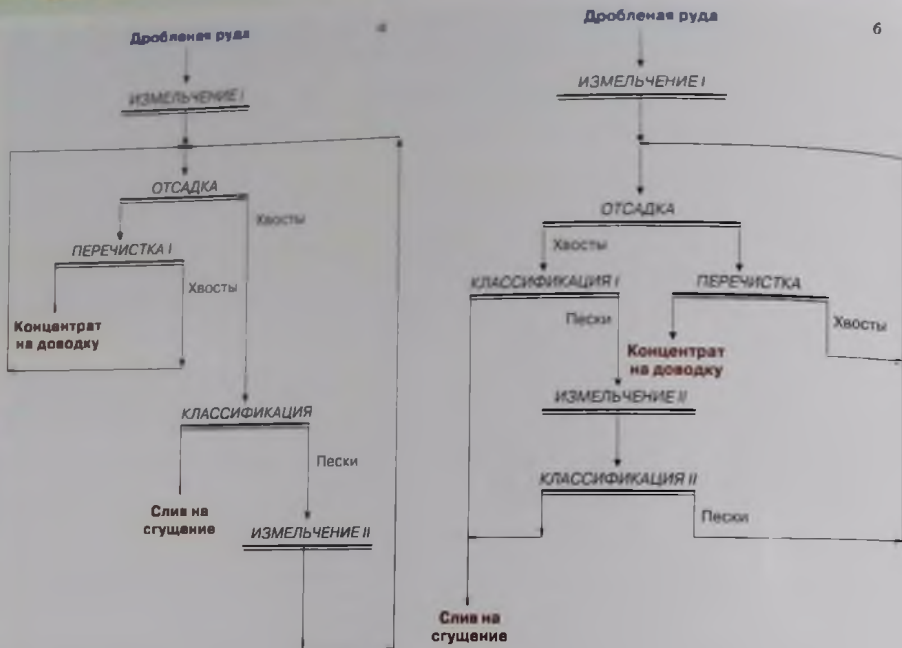 а
Дробленая руда
ИЗМЕЛЬЧЕНИЕ I
ОТСАДКА
Хвосты
ПЕРЕЧИСТКА I
Хвосты
Концентрат
на доводку
КЛАССИФИКАЦИЯ
Пески
Слив на
сгущение
ИЗМЕЛЬЧЕНИЕ II
б
Дробленая руда
ИЗМЕЛЬЧЕНИЕ I
ОТСАДКА
Хвосты
КЛАССИФИКАЦИЯ I
ПЕРЕЧИСТКА
Пески
Хвосты
Концентрат
на доводку
ИЗМЕЛЬЧЕНИЕ II
КЛАССИФИКАЦИЯ II
Пески
Слив на
сгущение